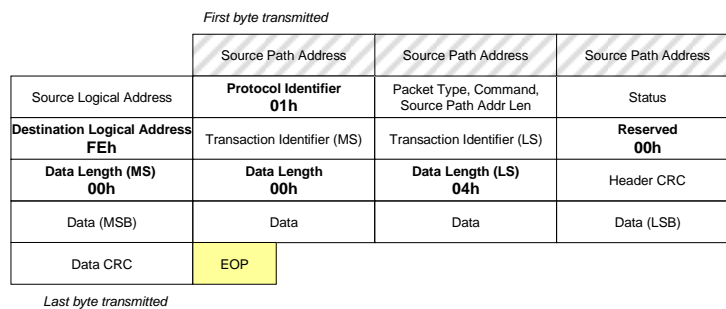 First byte transmitted
Source Path Address
Source Path Address
Source Path Address
Source Logical Address
Protocol Identifier
01h
Packet Type, Command,
Source Path Addr Len
Status
Destination Logical Address
FEh
Transaction Identifier (MS)
Transaction Identifier (LS)
Reserved
00h
Data Length (MS)
00h
Data Length
00h
Data Length (LS)
04h
Header CRC
Data (MSB)
Data
Data
Data (LSB)
Data CRC
EOP
Last byte transmitted